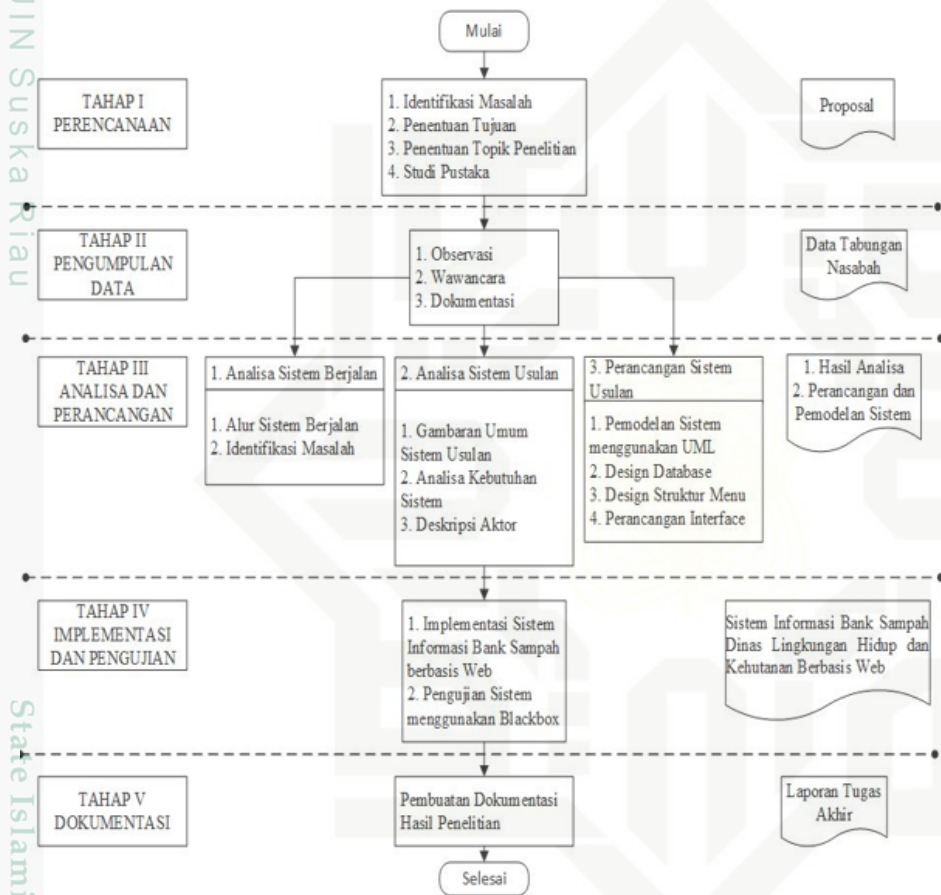 UIN Suska Riau
State Islami
Mulai
TAHAP I
PERENCANAAN
1. Identifikasi Masalah
2. Penentuan Tujuan
3. Penentuan Topik Penelitian
4. Studi Pustaka
Proposal
TAHAP II
PENGUMPULAN
DATA
1. Observasi
2. Wawancara
3. Dokumentasi
Data Tabungan
Nasabah
TAHAP III
ANALISA DAN
PERANCANGAN
1. Analisa Sistem Berjalan
1. Alur Sistem Berjalan
2. Identifikasi Masalah
2. Analisa Sistem Usulan
1. Gambaran Umum
Sistem Usulan
2. Analisa Kebutuhan
Sistem
3. Deskripsi Aktor
3. Perancangan Sistem
Usulan
1. Pemodelan Sistem
menggunakan UML
2. Design Database
3. Design Struktur Menu
4. Perancangan Interface
1. Hasil Analisa
2. Perancangan dan
Pemodelan Sistem
TAHAP IV
IMPLEMENTASI
DAN PENGUJIAN
1. Implementasi Sistem
Informasi Bank Sampah
berbasis Web
2. Pengujian Sistem
menggunakan Blackbox
Sistem Informasi Bank Sampah
Dinas Lingkungan Hidup dan
Kehutanan Berbasis Web
TAHAP V
DOKUMENTASI
Pembuatan Dokumentasi
Hasil Penelitian
Laporan Tugas
Akhir
Selesai